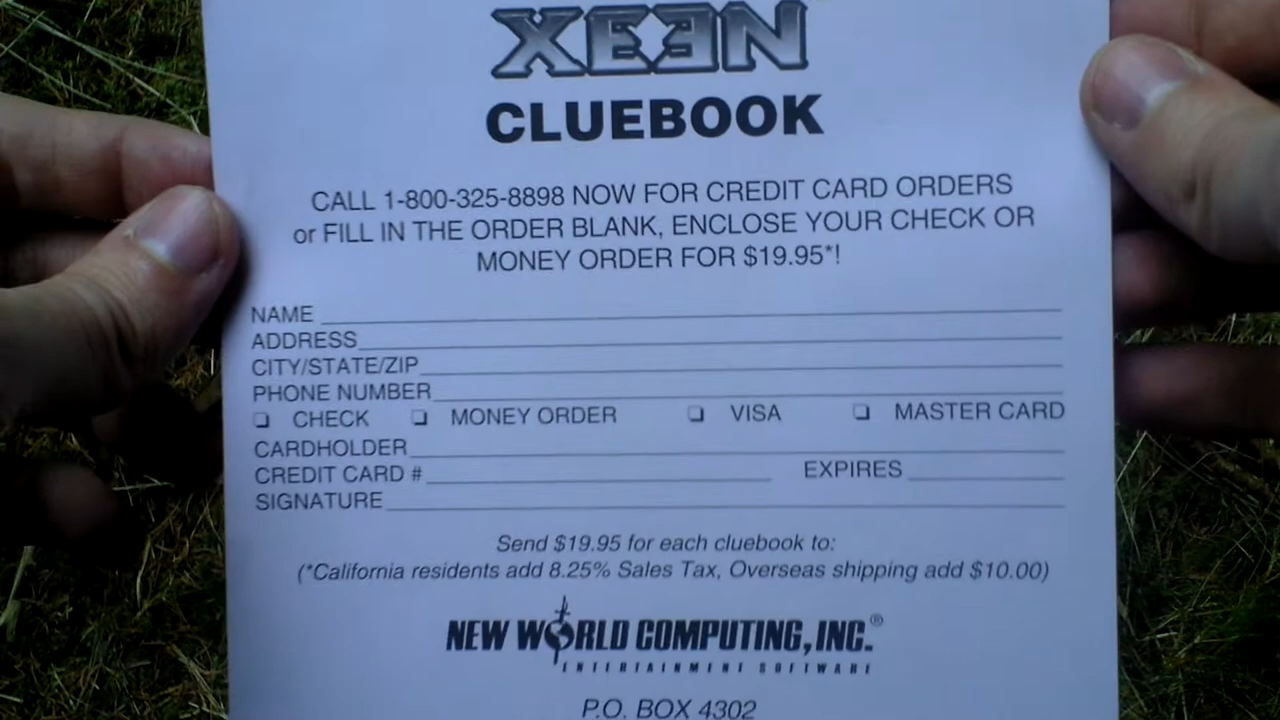 XEEN
CLUEBOOK
CALL 1-800-325-8898 NOW FOR CREDIT CARD ORDERS
or FILL IN THE ORDER BLANK, ENCLOSE YOUR CHECK OR
MONEY ORDER FOR $19.95*!
NAME
ADDRESS
CITY/STATE/ZIP
PHONE NUMBER
❏ CHECK ❏ MONEY ORDER ❏ VISA ❏ MASTER CARD
CARDHOLDER
CREDIT CARD # EXPIRES
SIGNATURE
Send $19.95 for each cluebook to:
(*California residents add 8.25% Sales Tax, Overseas shipping add $10.00)
NEW WORLD COMPUTING, INC.®
ENTERTAINMENT SOFTWARE
P.O. BOX 4302